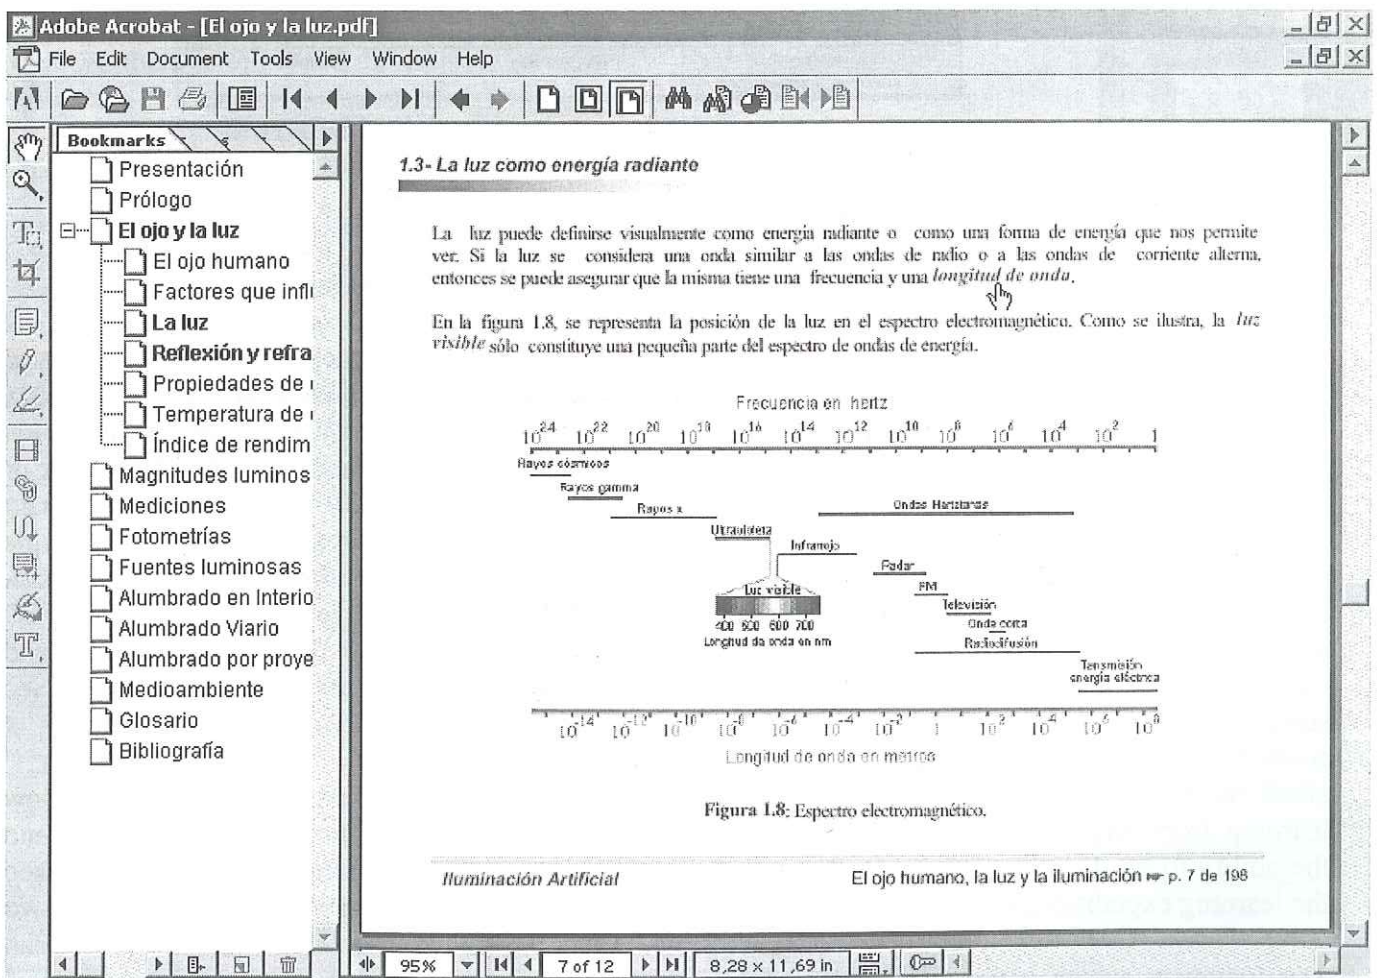 Adobe Acrobat - [El ojo y la luz.pdf]
File Edit Document Tools View Window Help
Bookmarks
Presentación
Prólogo
El ojo y la luz
El ojo humano
Factores que influ
La luz
Reflexión y refra
Propiedades de
Temperatura de
Índice de rendim
Magnitudes luminos
Mediciones
Fotometrías
Fuentes luminosas
Alumbrado en Interio
Alumbrado Viario
Alumbrado por proye
Medioambiente
Glosario
Bibliografía
1.3- La luz como energía radiante
La luz puede definirse visualmente como energía radiante o como una forma de energía que nos permite
ver. Si la luz se considera una onda similar a las ondas de radio o a las ondas de corriente alterna,
entonces se puede asegurar que la misma tiene una frecuencia y una longitud de onda.
En la figura 1.8, se representa la posición de la luz en el espectro electromagnético. Como se ilustra, la luz
visible sólo constituye una pequeña parte del espectro de ondas de energía.
Frecuencia en hertz
10^24 10^22 10^20 10^18 10^16 10^14 10^12 10^10 10^8 10^6 10^4 10^2 1
Rayos cósmicos
Rayos gamma
Rayos x
Ondas Hertzianas
Ultravioleta
Infrarrojo
Radar
FM
Luz visible
Televisión
400 500 600 700
Onda corta
Longitud de onda en nm
Radiodifusión
Transmisión
energía eléctrica
10^-14 10^-12 10^-10 10^-8 10^-6 10^-4 10^-2 1 10^2 10^4 10^6 10^8
Longitud de onda en metros
Figura 1.8: Espectro electromagnético.
Iluminación Artificial
El ojo humano, la luz y la iluminación ☞ p. 7 de 198
95% 7 of 12 8,28 x 11,69 in